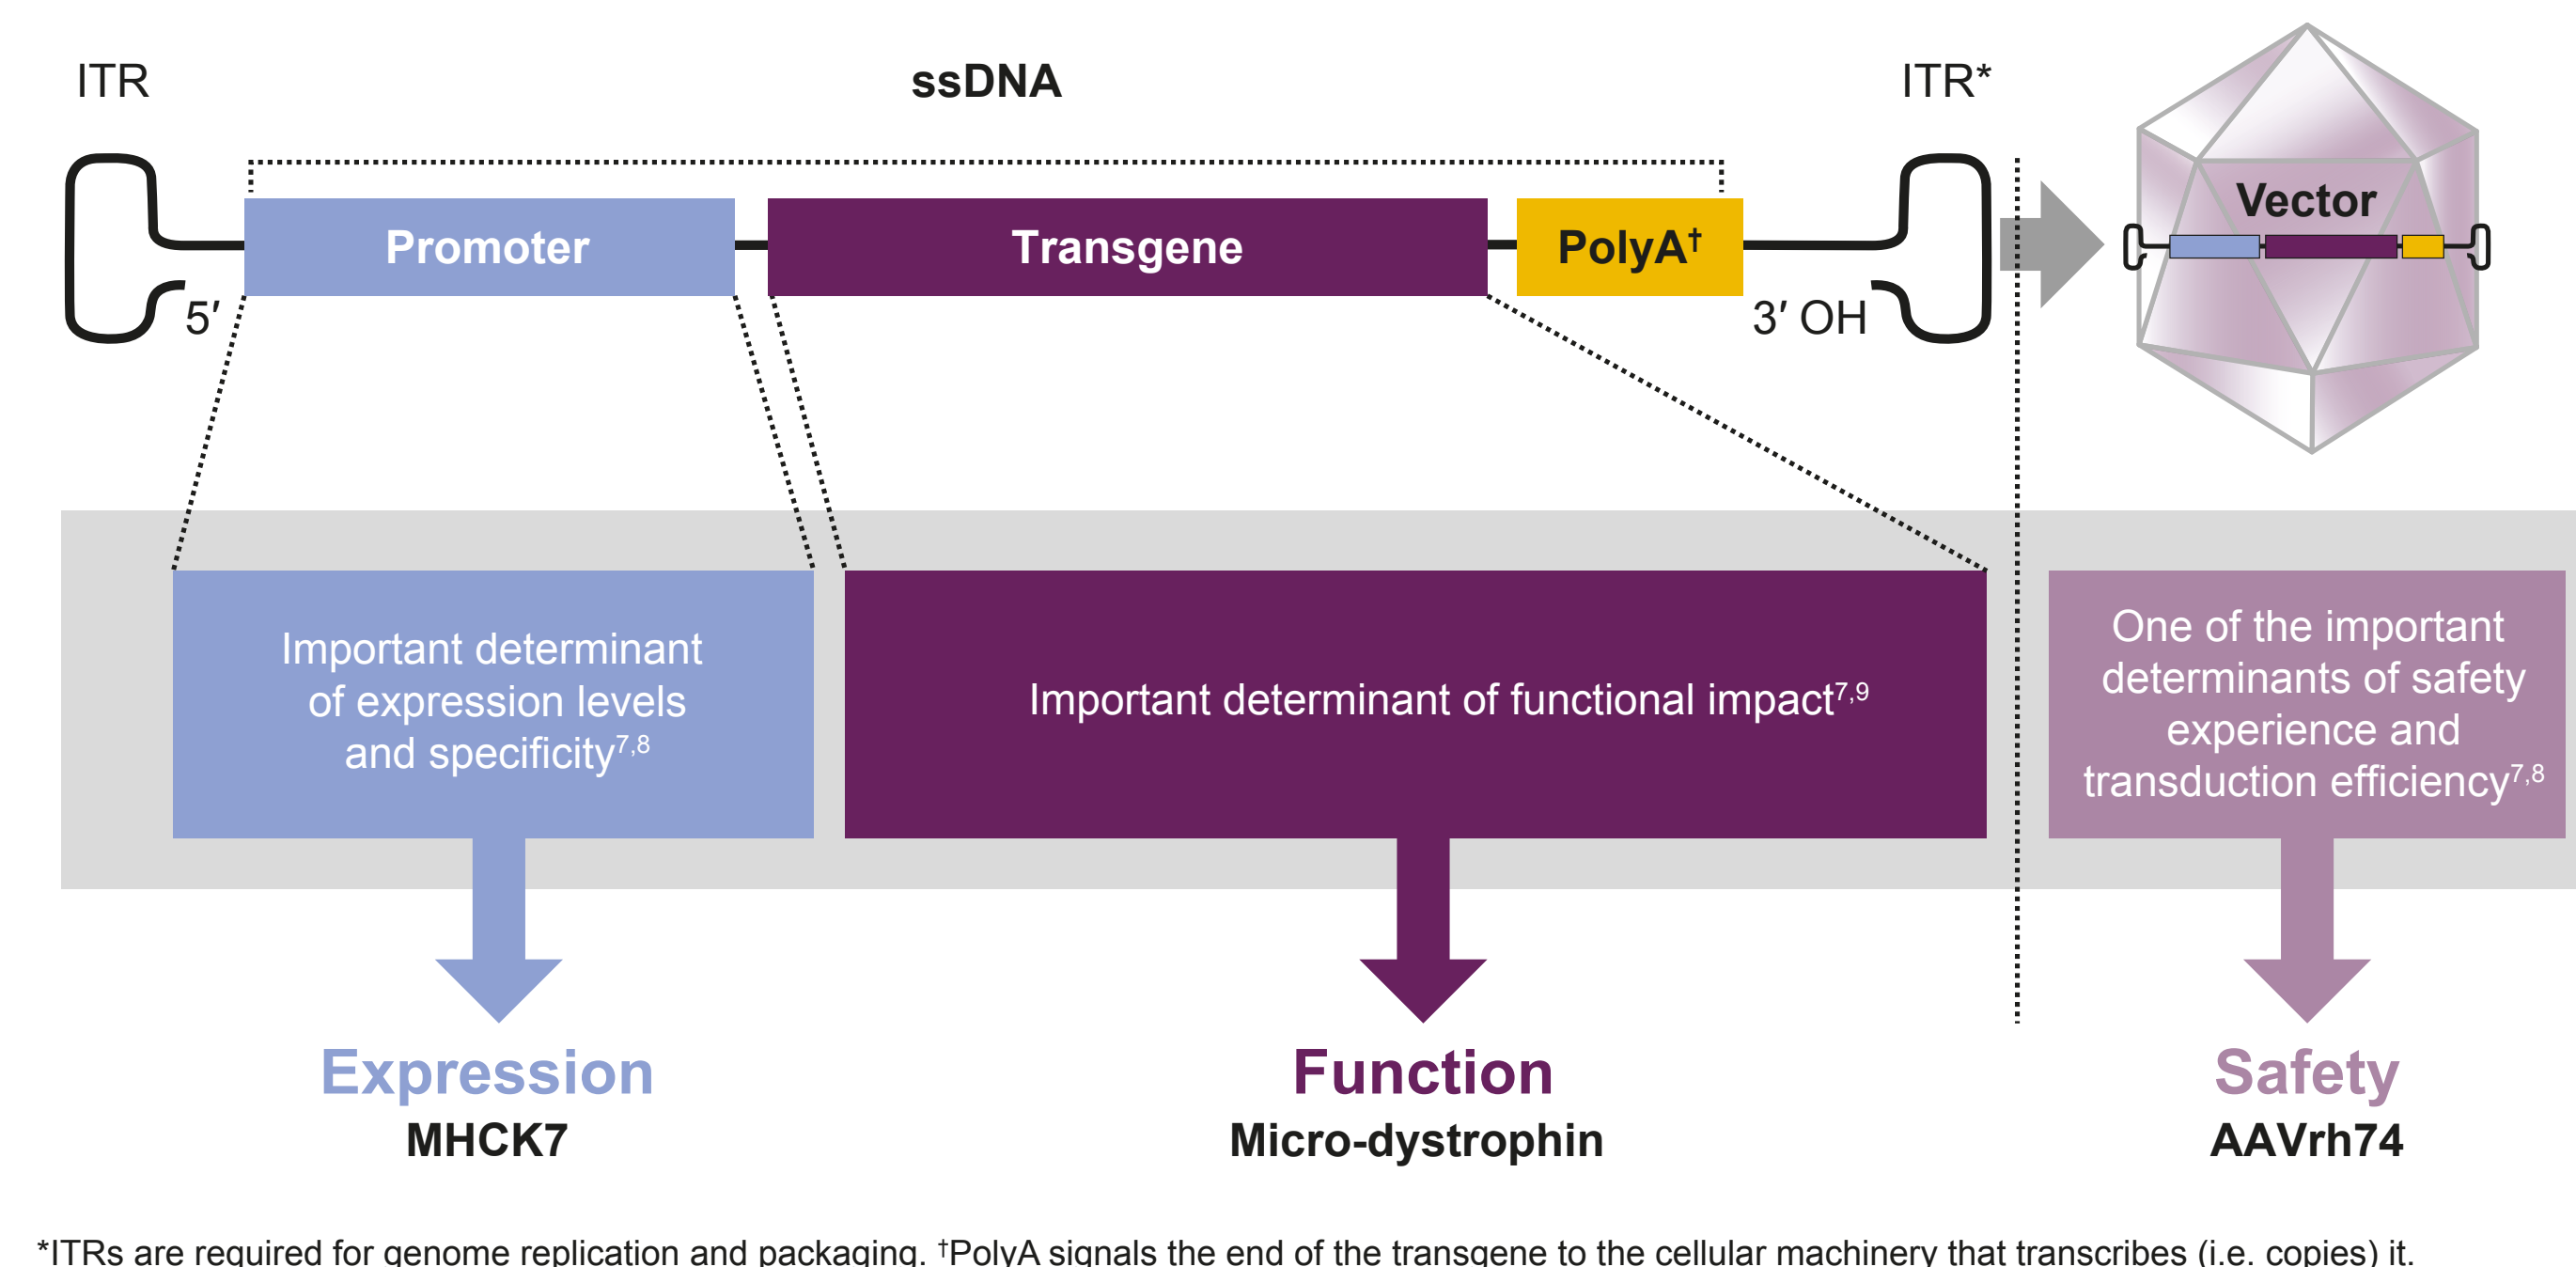 ITR
ssDNA
ITR*
Vector
Promoter
Transgene
PolyA†
5′
3′ OH
Important determinant
of expression levels
and specificity7,8
Important determinant of functional impact7,9
One of the important
determinants of safety
experience and
transduction efficiency7,8
Expression
MHCK7
Function
Micro-dystrophin
Safety
AAVrh74
*ITRs are required for genome replication and packaging. †PolyA signals the end of the transgene to the cellular machinery that transcribes (i.e. copies) it.